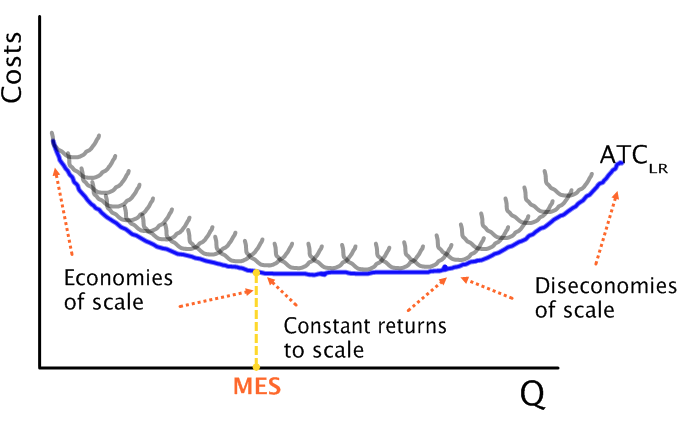 Costs
ATC LR
Economies
of scale
Constant returns
to scale
Diseconomies
of scale
MES
Q